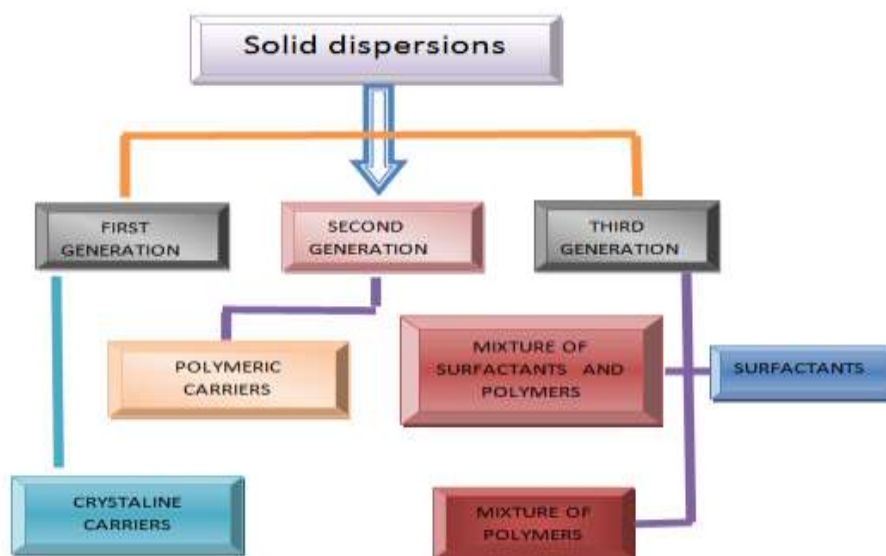 Solid dispersions
FIRST
GENERATION
SECOND
GENERATION
THIRD
GENERATION
POLYMERIC
CARRIERS
MIXTURE OF
SURFACTANTS AND
POLYMERS
SURFACTANTS
CRYSTALINE
CARRIERS
MIXTURE OF
POLYMERS